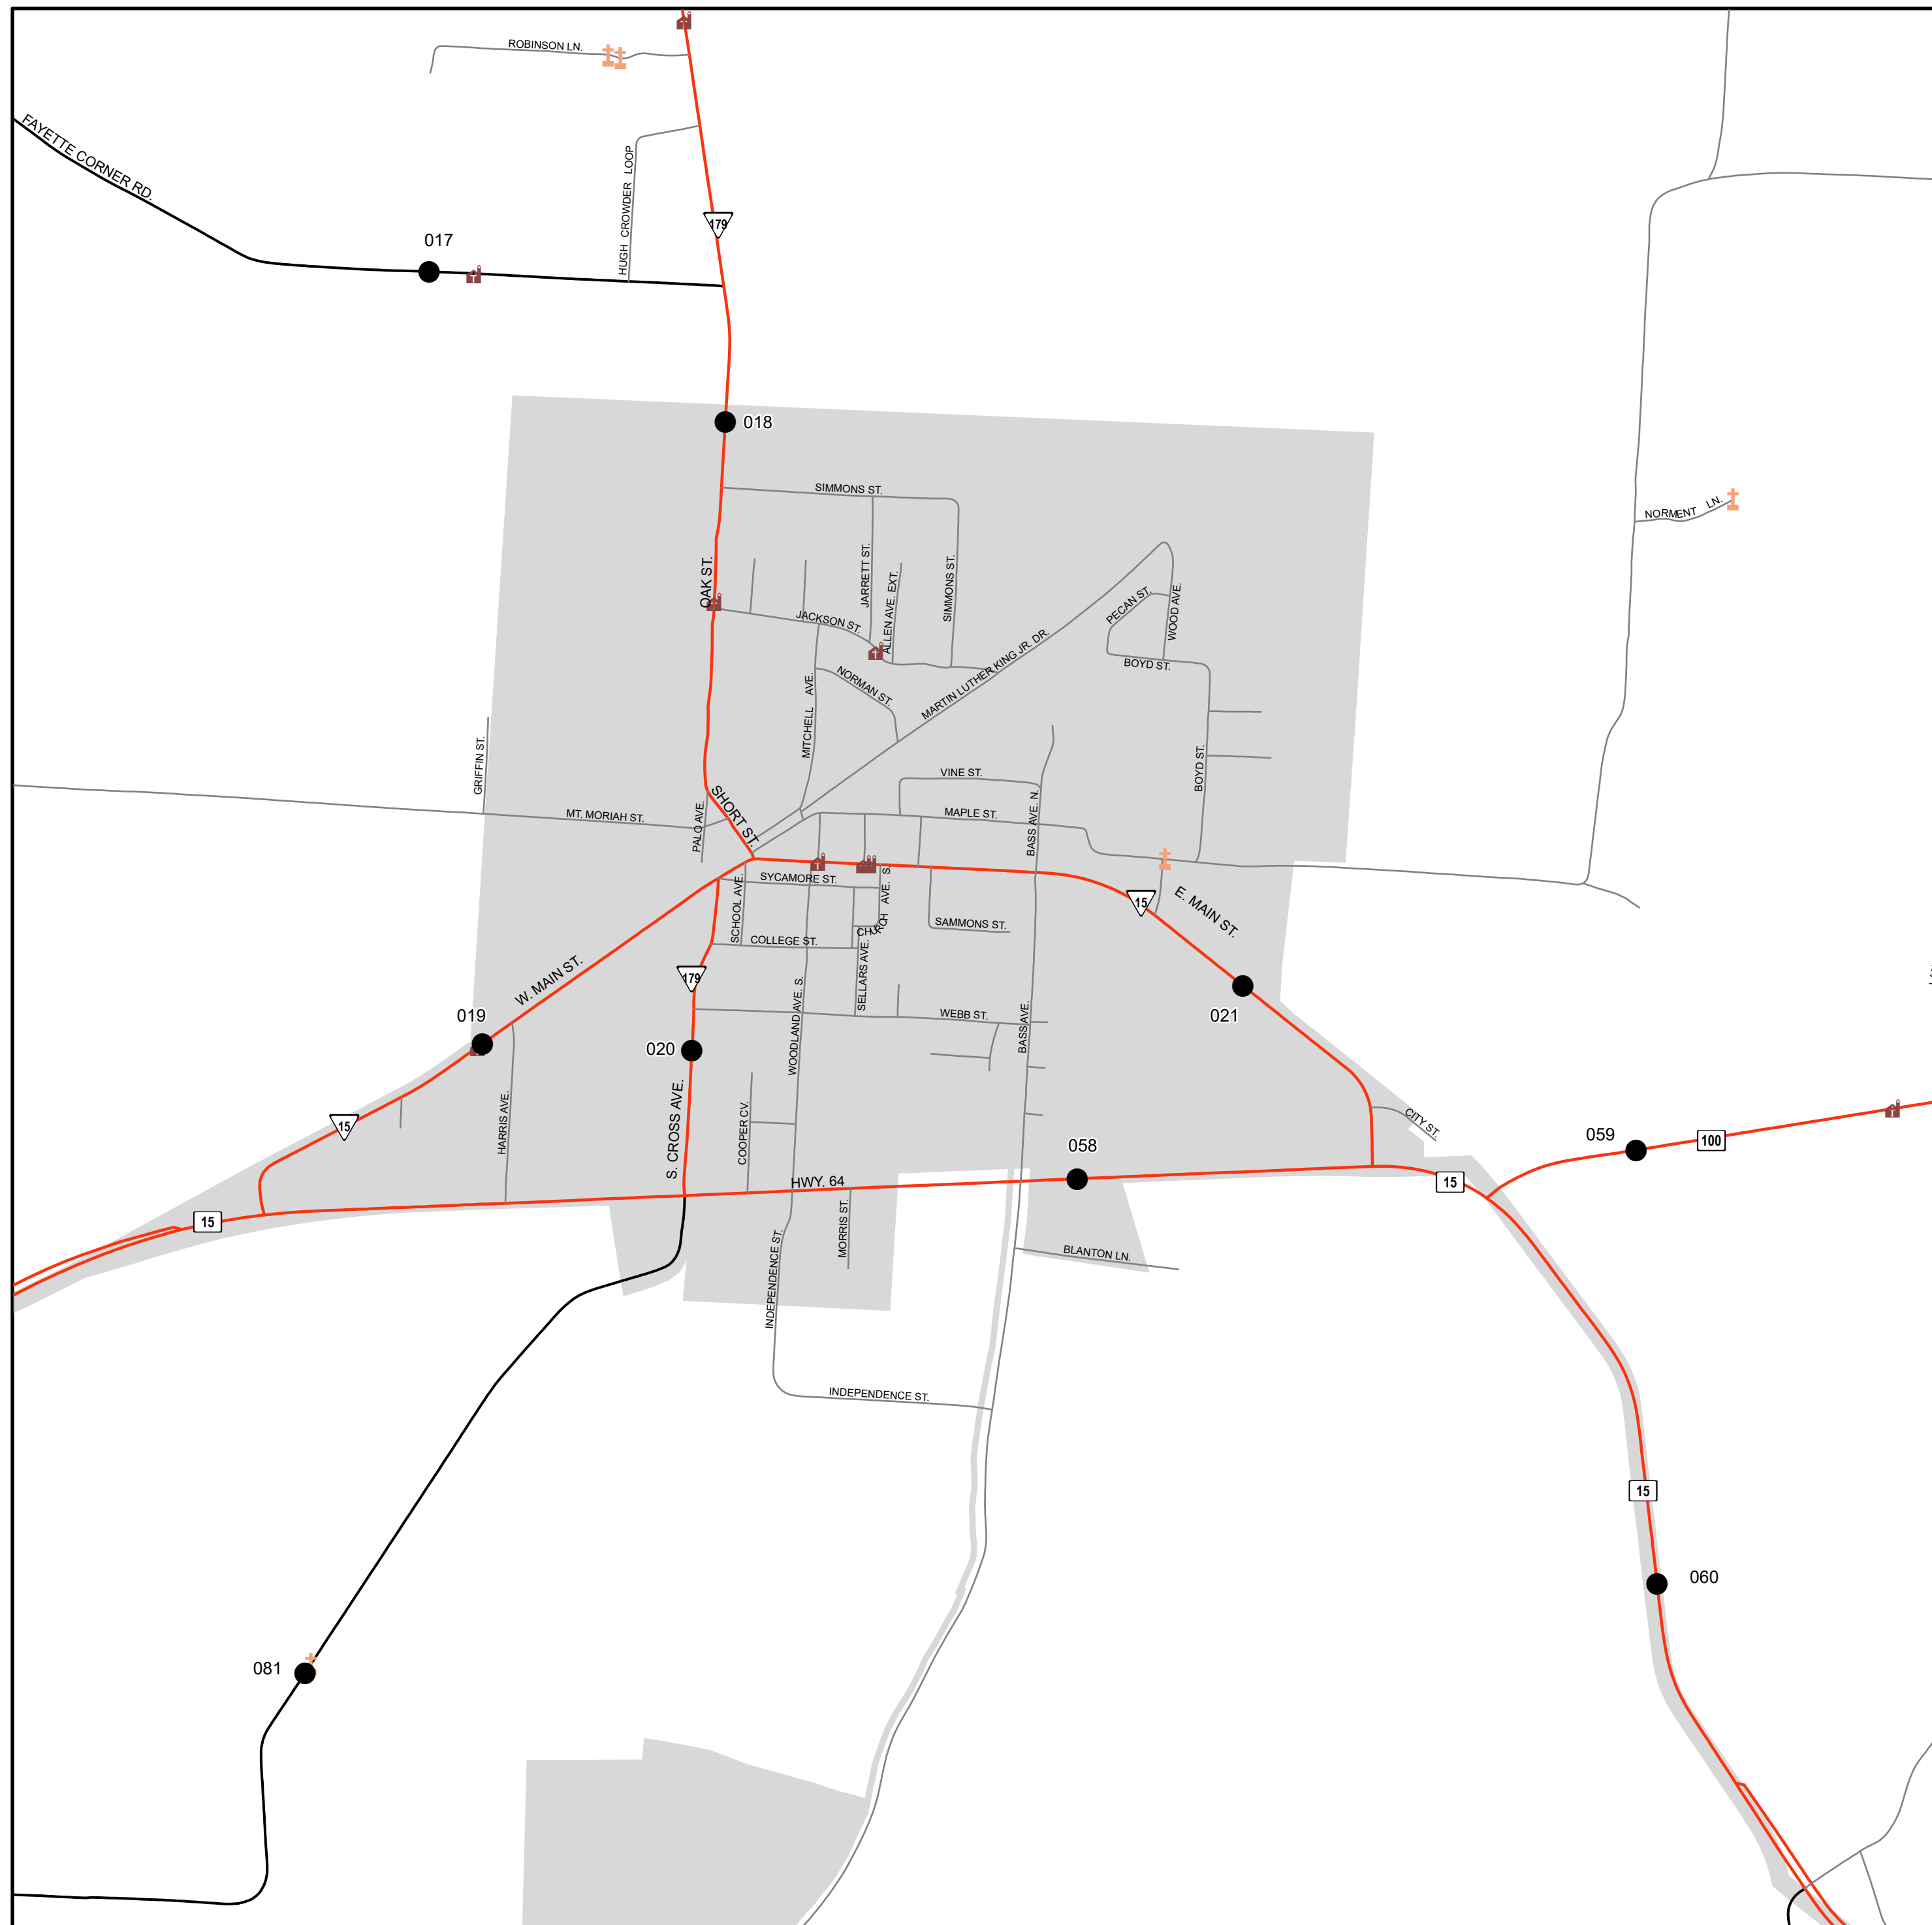 ROBINSON LN.
FAYETTE CORNER RD.
HUGH CROWDER LOOP
179
017
018
SIMMONS ST.
NORMENT LN.
OAK ST.
JARRETT ST.
ALLEN AVE. EXT.
SIMMONS ST.
PECAN ST.
WOOD AVE.
JACKSON ST.
MARTIN LUTHER KING JR. DR.
BOYD ST.
NORMAN ST.
MITCHELL AVE.
GRIFFIN ST.
BOYD ST.
VINE ST.
SHORT ST.
MT. MORIAH ST.
PALO AVE.
MAPLE ST.
BASS AVE. N.
SYCAMORE ST.
SCHOOL AVE.
CHURCH AVE. S.
15
E. MAIN ST.
SAMMONS ST.
COLLEGE ST.
SELLARS AVE.
W. MAIN ST.
179
WOODLAND AVE. S.
019
WEBB ST.
BASS AVE.
021
020
15
HARRIS AVE.
S. CROSS AVE.
COOPER CV.
CITY ST.
058
059
100
HWY. 64
15
15
MORRIS ST.
INDEPENDENCE ST.
BLANTON LN.
INDEPENDENCE ST.
15
060
081